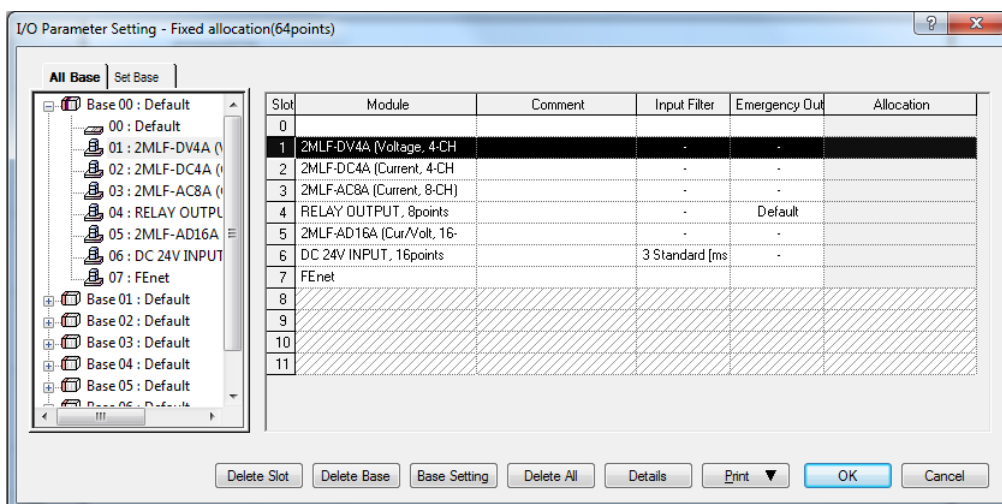 I/O Parameter Setting - Fixed allocation(64points)
All Base Set Base
Base 00 : Default
00 : Default
01 : 2MLF-DV4A (V
02 : 2MLF-DC4A (
03 : 2MLF-AC8A (
04 : RELAY OUTPU
05 : 2MLF-AD16A
06 : DC 24V INPUT
07 : FEnet
Base 01 : Default
Base 02 : Default
Base 03 : Default
Base 04 : Default
Base 05 : Default
Base 06 : Default
Slot Module Comment Input Filter Emergency Out Allocation
0
1 2MLF-DV4A (Voltage, 4-CH - -
2 2MLF-DC4A (Current, 4-CH - -
3 2MLF-AC8A (Current, 8-CH) - -
4 RELAY OUTPUT, 8points - Default
5 2MLF-AD16A (Cur/Volt, 16- - -
6 DC 24V INPUT, 16points 3 Standard [ms -
7 FEnet
8
9
10
11
Delete Slot Delete Base Base Setting Delete All Details Print ▼ OK Cancel